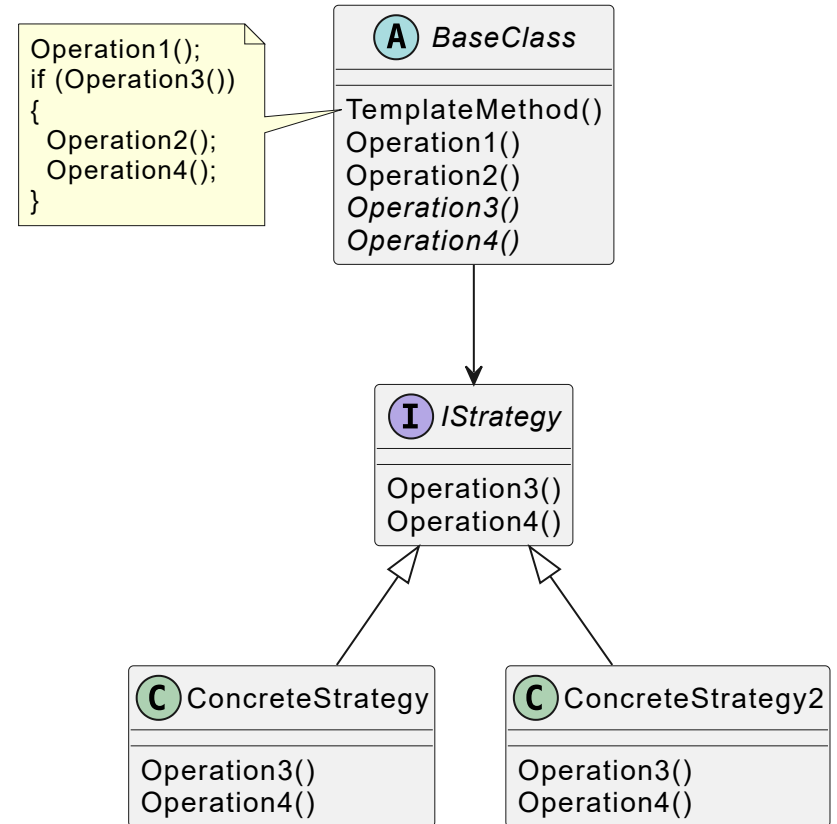 Operation1();
if (Operation3())
{
Operation2();
Operation4();
}
A BaseClass
TemplateMethod()
Operation1()
Operation2()
Operation3()
Operation4()
I IStrategy
Operation3()
Operation4()
C ConcreteStrategy
Operation3()
Operation4()
C ConcreteStrategy2
Operation3()
Operation4()